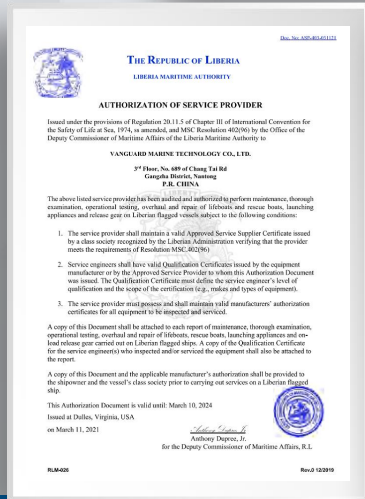 Doc. No: ASP-403-031121
THE REPUBLIC OF LIBERIA
LIBERIA MARITIME AUTHORITY
AUTHORIZATION OF SERVICE PROVIDER
Issued under the provisions of Regulation 20.11.5 of Chapter III of International Convention for
the Safety of Life at Sea, 1974, as amended, and MSC Resolution 402(96) by the Office of the
Deputy Commissioner of Maritime Affairs of the Liberia Maritime Authority to
VANGUARD MARINE TECHNOLOGY CO., LTD.
3rd Floor, No. 689 of Chang Tai Rd
Gangzha District, Nantong
P.R. CHINA
The above listed service provider has been audited and authorized to perform maintenance, thorough
examination, operational testing, overhaul and repair of lifeboats and rescue boats, launching
appliances and release gear on Liberian flagged vessels subject to the following conditions:
1. The service provider shall maintain a valid Approved Service Supplier Certificate issued
by a class society recognized by the Liberian Administration verifying that the provider
meets the requirements of Resolution MSC.402(96)
2. Service engineers shall have valid Qualification Certificates issued by the equipment
manufacturer or by the Approved Service Provider to whom this Authorization Document
was issued. The Qualification Certificate must define the service engineer's level of
qualification and the scope of the certification (e.g., makes and types of equipment).
3. The service provider must possess and shall maintain valid manufacturers' authorization
certificates for all equipment to be inspected and serviced.
A copy of this Document shall be attached to each report of maintenance, thorough examination,
operational testing, overhaul and repair of lifeboats, rescue boats, launching appliances and on-
load release gear carried out on Liberian flagged ships. A copy of the Qualification Certificate
for the service engineer(s) who inspected and/or serviced the equipment shall also be attached to
the report.
A copy of this Document and the applicable manufacturer's authorization shall be provided to
the shipowner and the vessel's class society prior to carrying out services on a Liberian flagged
ship.
This Authorization Document is valid until: March 10, 2024
Issued at Dulles, Virginia, USA
on March 11, 2021
Anthony Dupree, Jr.
Anthony Dupree, Jr.
for the Deputy Commissioner of Maritime Affairs, R.L
RLM-026
Rev.0 12/2019